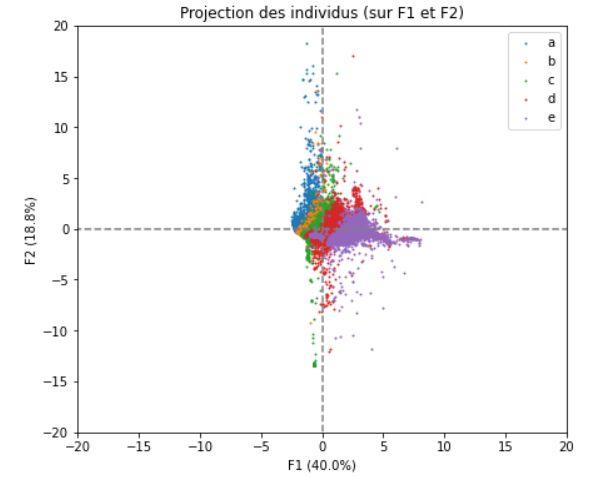 Projection des individus (sur F1 et F2)
20
15
10
5
0
−5
−10
−15
−20
F2 (18.8%)
a
b
c
d
e
−20 −15 −10 −5 0 5 10 15 20
F1 (40.0%)